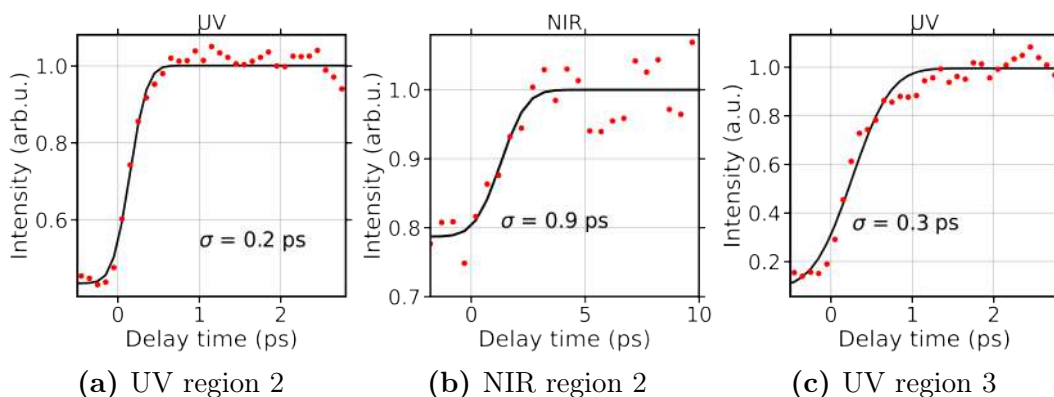 UV
Intensity (arb.u.)
1.0
0.8
0.6
σ = 0.2 ps
0 1 2
Delay time (ps)
(a) UV region 2
NIR
Intensity (arb.u.)
1.0
0.9
0.8
0.7
σ = 0.9 ps
0 5 10
Delay time (ps)
(b) NIR region 2
UV
Intensity (a.u.)
1.0
0.8
0.6
0.4
0.2
σ = 0.3 ps
0 1 2
Delay time (ps)
(c) UV region 3